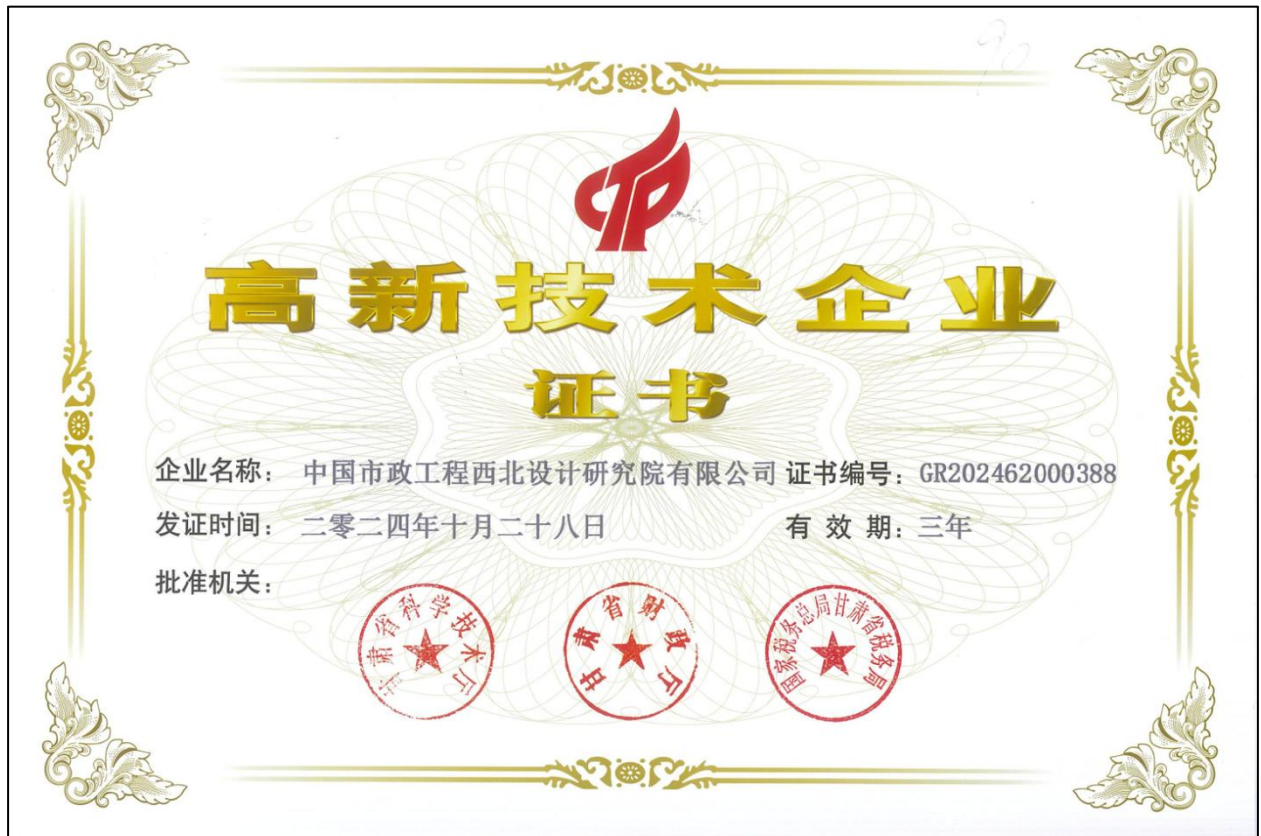 高新技术企业
证书
企业名称： 中国市政工程西北设计研究院有限公司 证书编号：GR202462000388
发证时间： 二零二四年十月二十八日 有 效 期：三年
批准机关：
甘肃省科学技术厅
甘肃省财政厅
国家税务总局甘肃省税务局